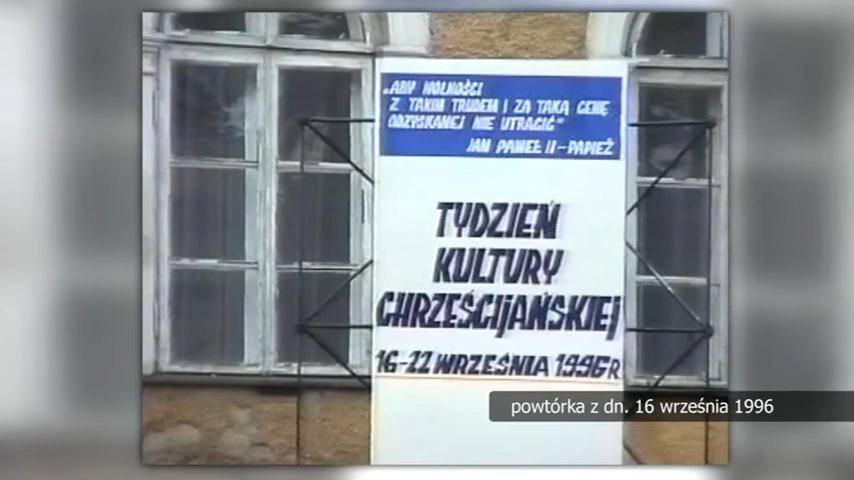 „ABY WOLNOŚCI
Z TAKIM TRUDEM I ZA TAKĄ CENĘ
ODZYSKANEJ NIE UTRACIĆ"
JAN PAWEŁ II – PAPIEŻ
TYDZIEŃ
KULTURY
CHRZEŚCIJAŃSKIEJ
16-22 WRZEŚNIA 1996 R
powtórka z dn. 16 września 1996